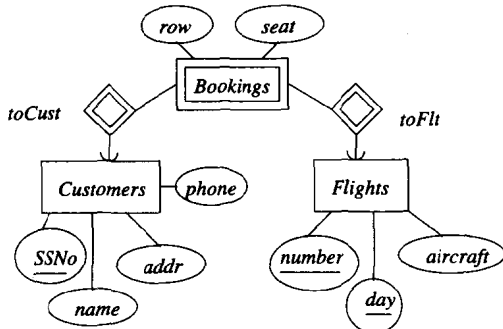 row
seat
Bookings
toCust
toFlt
Customers
phone
Flights
SSNo
addr
number
aircraft
name
day